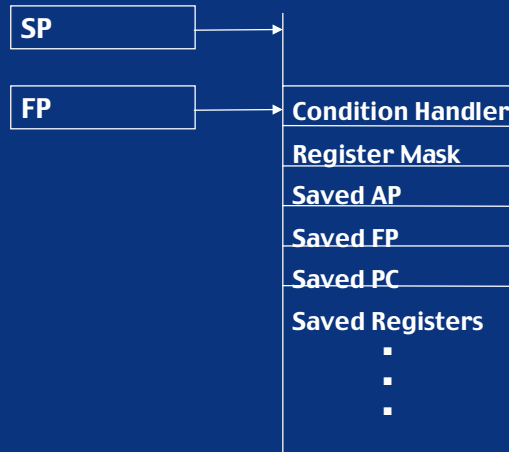 SP
FP
Condition Handler
Register Mask
Saved AP
Saved FP
Saved PC
Saved Registers